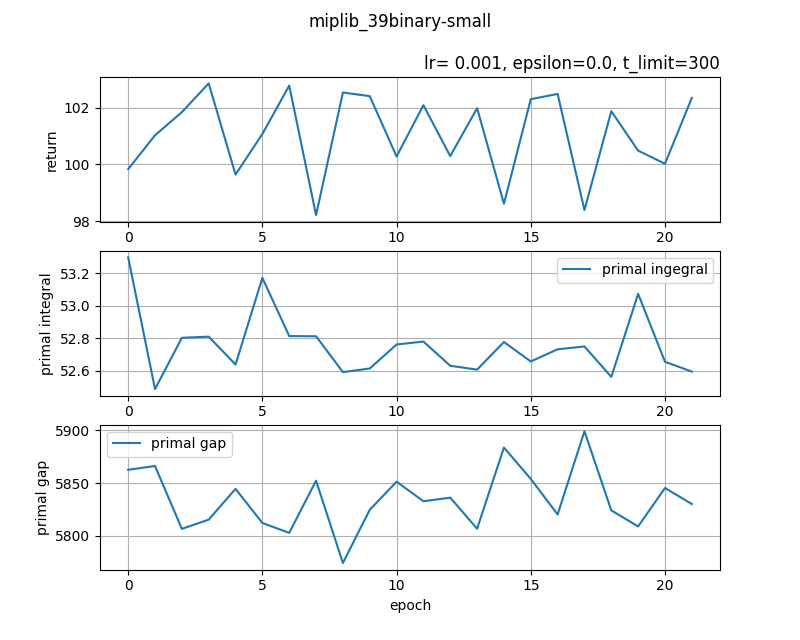 miplib_39binary-small
lr= 0.001, epsilon=0.0, t_limit=300
return
102
100
98
0 5 10 15 20
primal integral
primal ingegral
53.2
53.0
52.8
52.6
0 5 10 15 20
primal gap
primal gap
5900
5850
5800
0 5 10 15 20
epoch